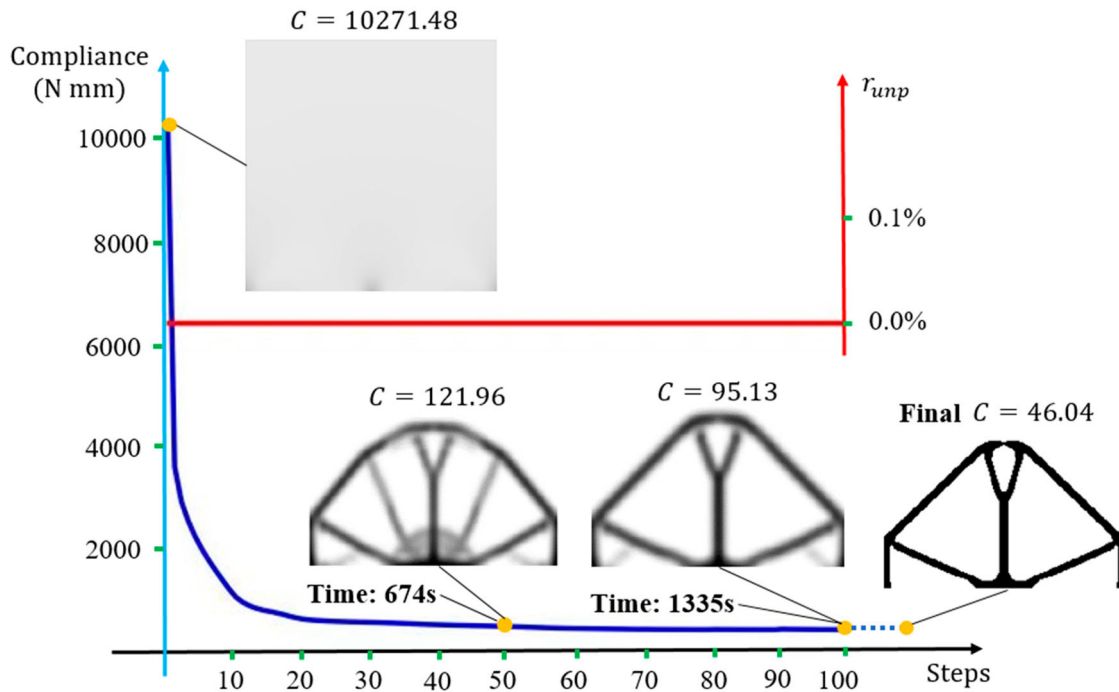 C = 10271.48
Compliance
(N mm)
r_unp
10000
8000
6000
4000
2000
0.1%
0.0%
C = 121.96
C = 95.13
Final C = 46.04
Time: 674s
Time: 1335s
10 20 30 40 50 60 70 80 90 100 Steps